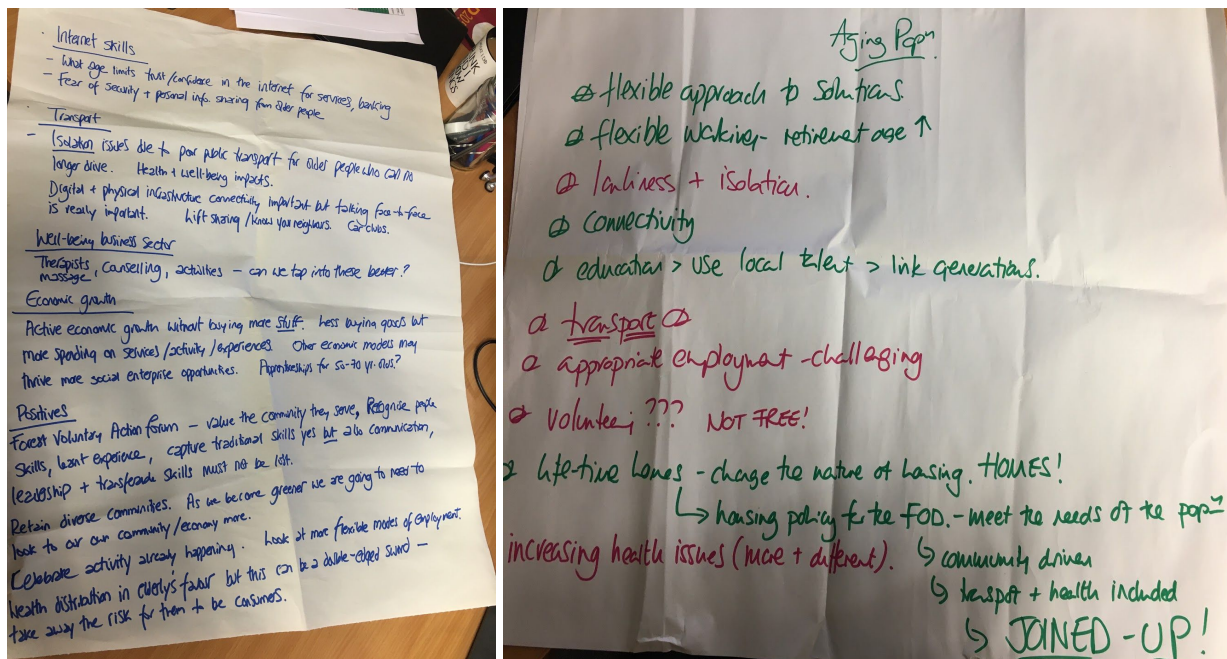 Internet skills
- What age limits trust/confidence in the internet for services, banking
- Fear of security + personal info. sharing from older people
Transport
- Isolation issues due to poor public transport for older people who can no
longer drive. Health + well-being impacts.
Digital + physical infrastructure connectivity important but talking face-to-face
is really important. Lift sharing/know your neighbours. Car clubs.
Well-being business sector
Therapists, counselling, activities - can we tap into these better?
massage
Economic growth
Active economic growth without buying more stuff. Less buying goods but
more spending on services/activity/experiences. Other economic models may
thrive more social enterprise opportunities. Apprenticeships for 50-70 yr. olds?
Positives
Forest Voluntary Action forum - value the community they serve, Recognise people
skills, learnt experience, capture traditional skills yes but also communication,
leadership + transferable skills must not be lost.
Retain diverse communities. As we become greener we are going to need to
look to our own community/economy more.
Celebrate activity already happening. Look at more flexible modes of employment.
Wealth distribution in elderly's favour but this can be a double-edged sword -
take away the risk for them to be consumers.
Aging Popn.
flexible approach to solutions.
flexible working - retirement age ↑
lonliness + isolation.
connectivity
education > use local talent > link generations.
transport
appropriate employment - challenging
volunteer; ??? NOT FREE!
life-time homes - change the nature of housing. HOMES!
↳ housing policy for the FOD. - meet the needs of the popn
increasing health issues (more + different).
↳ community driven
↳ transport + health included
↳ JOINED-UP!